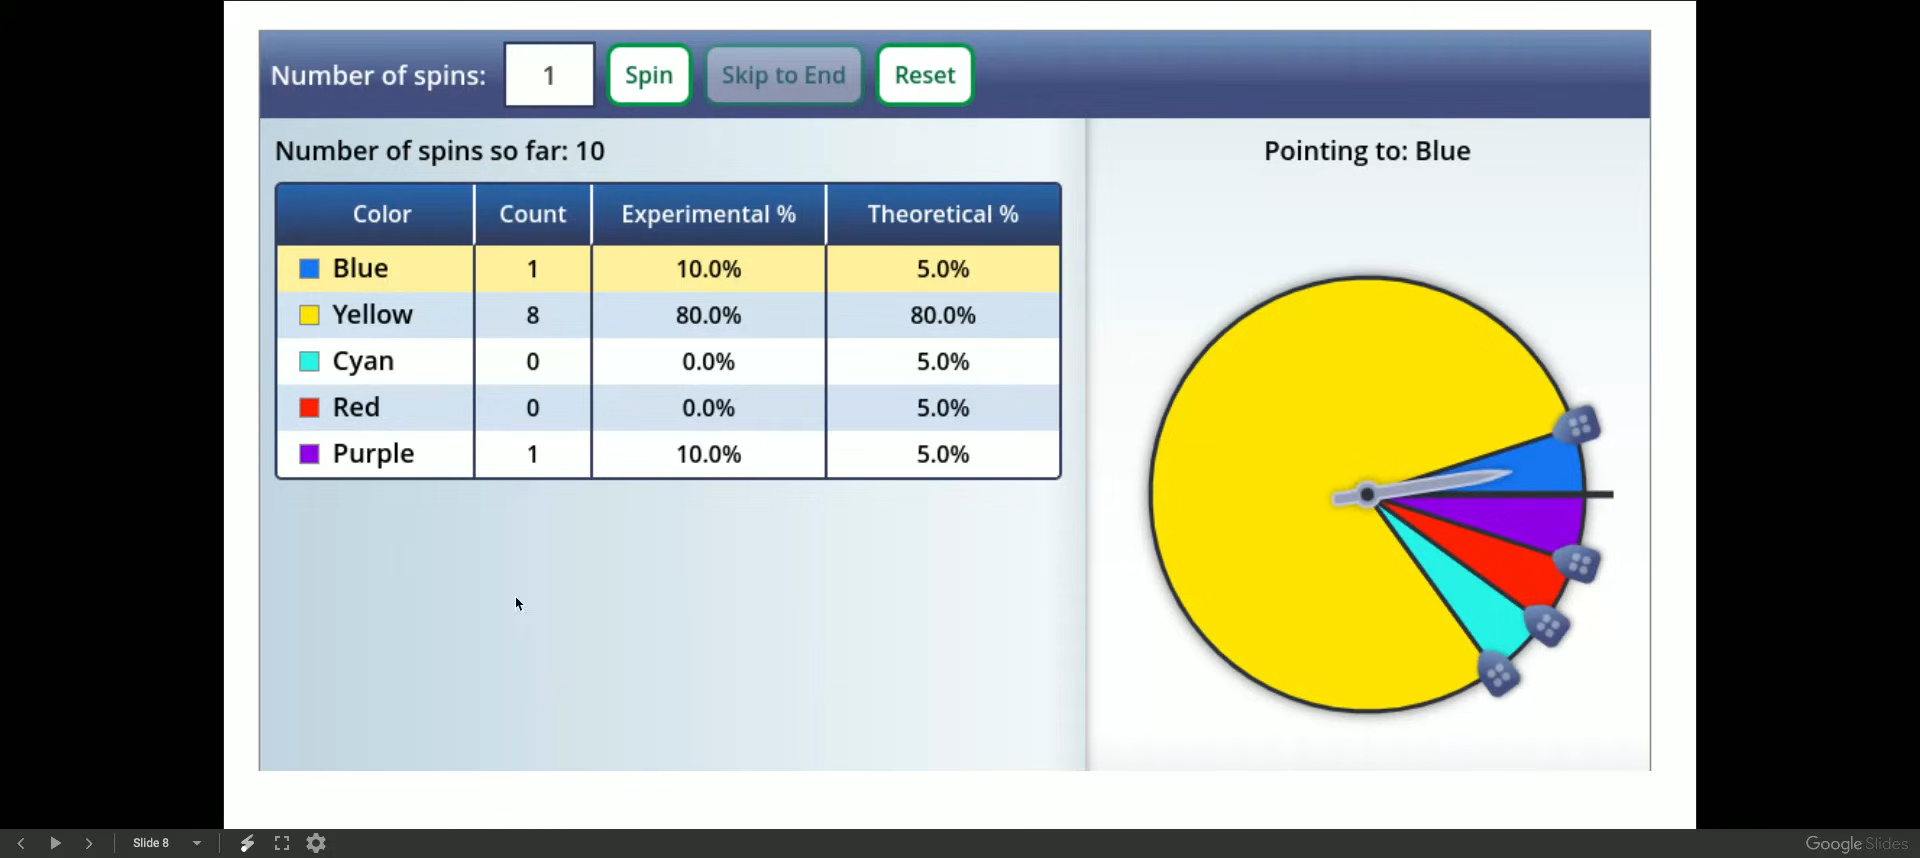 Number of spins: 1 Spin Skip to End Reset
Number of spins so far: 10
Pointing to: Blue
Color Count Experimental % Theoretical %
Blue 1 10.0% 5.0%
Yellow 8 80.0% 80.0%
Cyan 0 0.0% 5.0%
Red 0 0.0% 5.0%
Purple 1 10.0% 5.0%
Slide 8
Google Slides